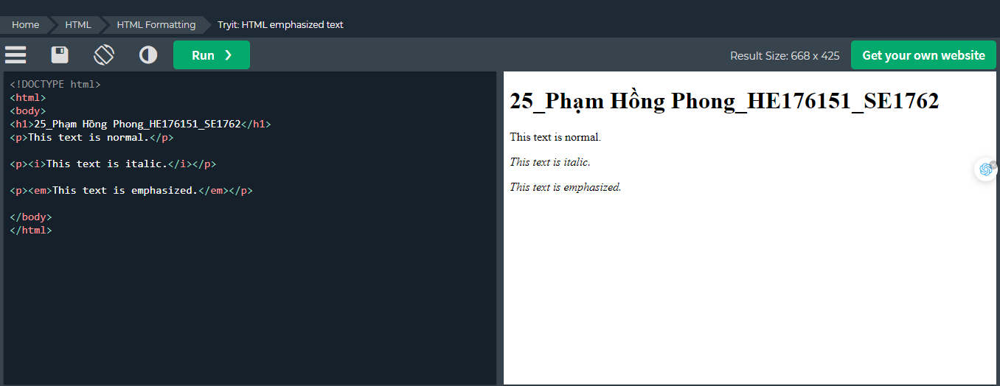 Home HTML HTML Formatting Tryit: HTML emphasized text
Run ❯ Result Size: 668 x 425 Get your own website
<!DOCTYPE html>
<html>
<body>
<h1>25_Phạm Hồng Phong_HE176151_SE1762</h1>
<p>This text is normal.</p>
<p><i>This text is italic.</i></p>
<p><em>This text is emphasized.</em></p>
</body>
</html>
25_Phạm Hồng Phong_HE176151_SE1762
This text is normal.
This text is italic.
This text is emphasized.